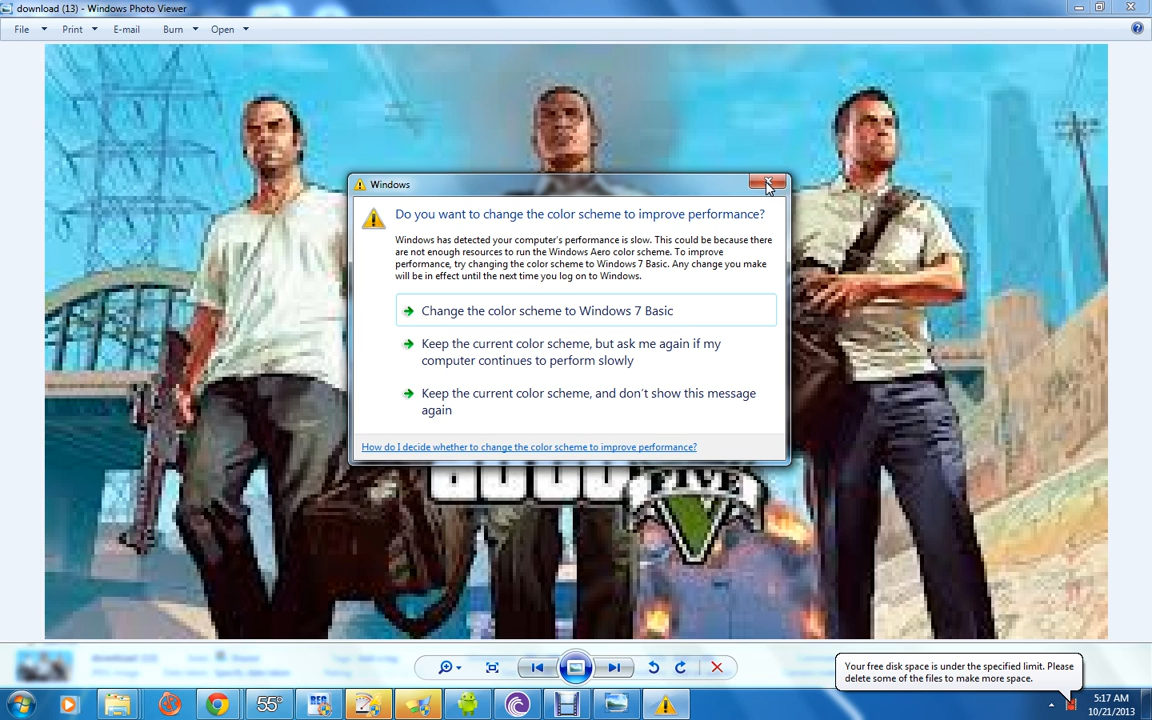 download (13) - Windows Photo Viewer
File Print E-mail Burn Open
Windows
Do you want to change the color scheme to improve performance?
Windows has detected your computer's performance is slow. This could be because there
are not enough resources to run the Windows Aero color scheme. To improve
performance, try changing the color scheme to Windows 7 Basic. Any change you make
will be in effect until the next time you log on to Windows.
Change the color scheme to Windows 7 Basic
Keep the current color scheme, but ask me again if my
computer continues to perform slowly
Keep the current color scheme, and don't show this message
again
How do I decide whether to change the color scheme to improve performance?
FIVE
V
Your free disk space is under the specified limit. Please
delete some of the files to make more space.
55°
REC
5:17 AM
10/21/2013